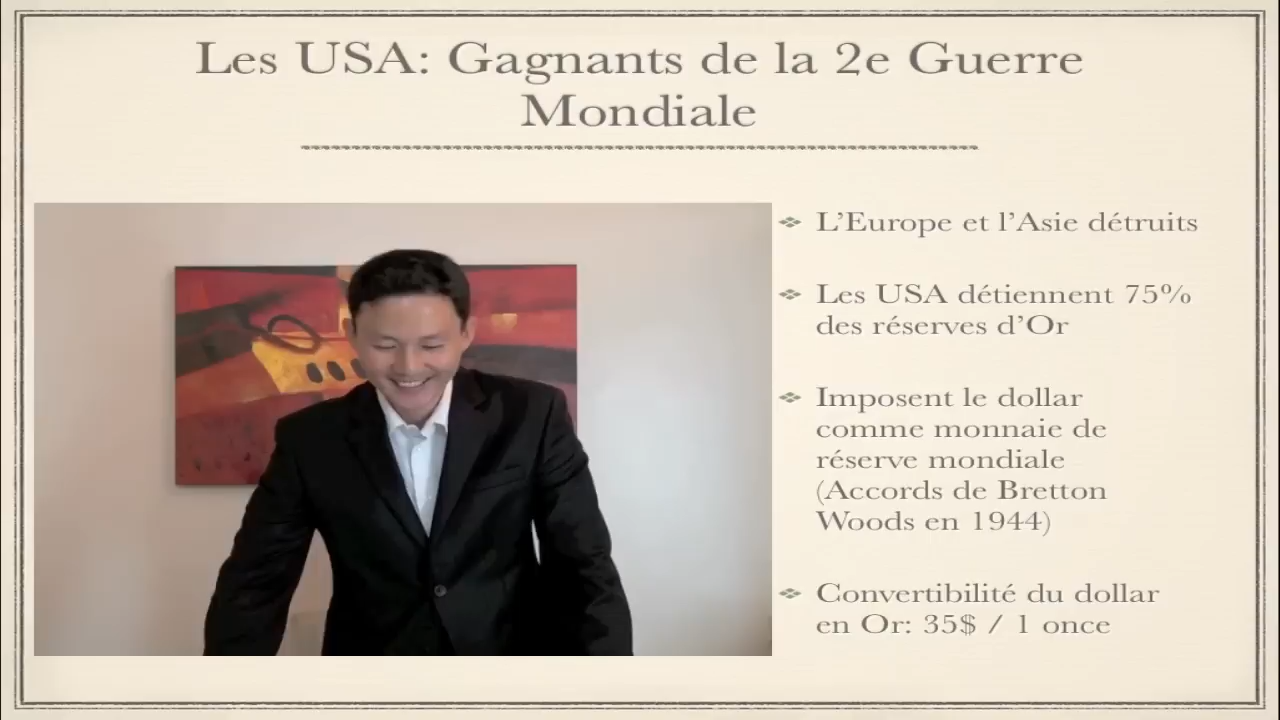 Les USA: Gagnants de la 2e Guerre
Mondiale
L’Europe et l’Asie détruits
Les USA détiennent 75%
des réserves d’Or
Imposent le dollar
comme monnaie de
réserve mondiale
(Accords de Bretton
Woods en 1944)
Convertibilité du dollar
en Or: 35$ / 1 once